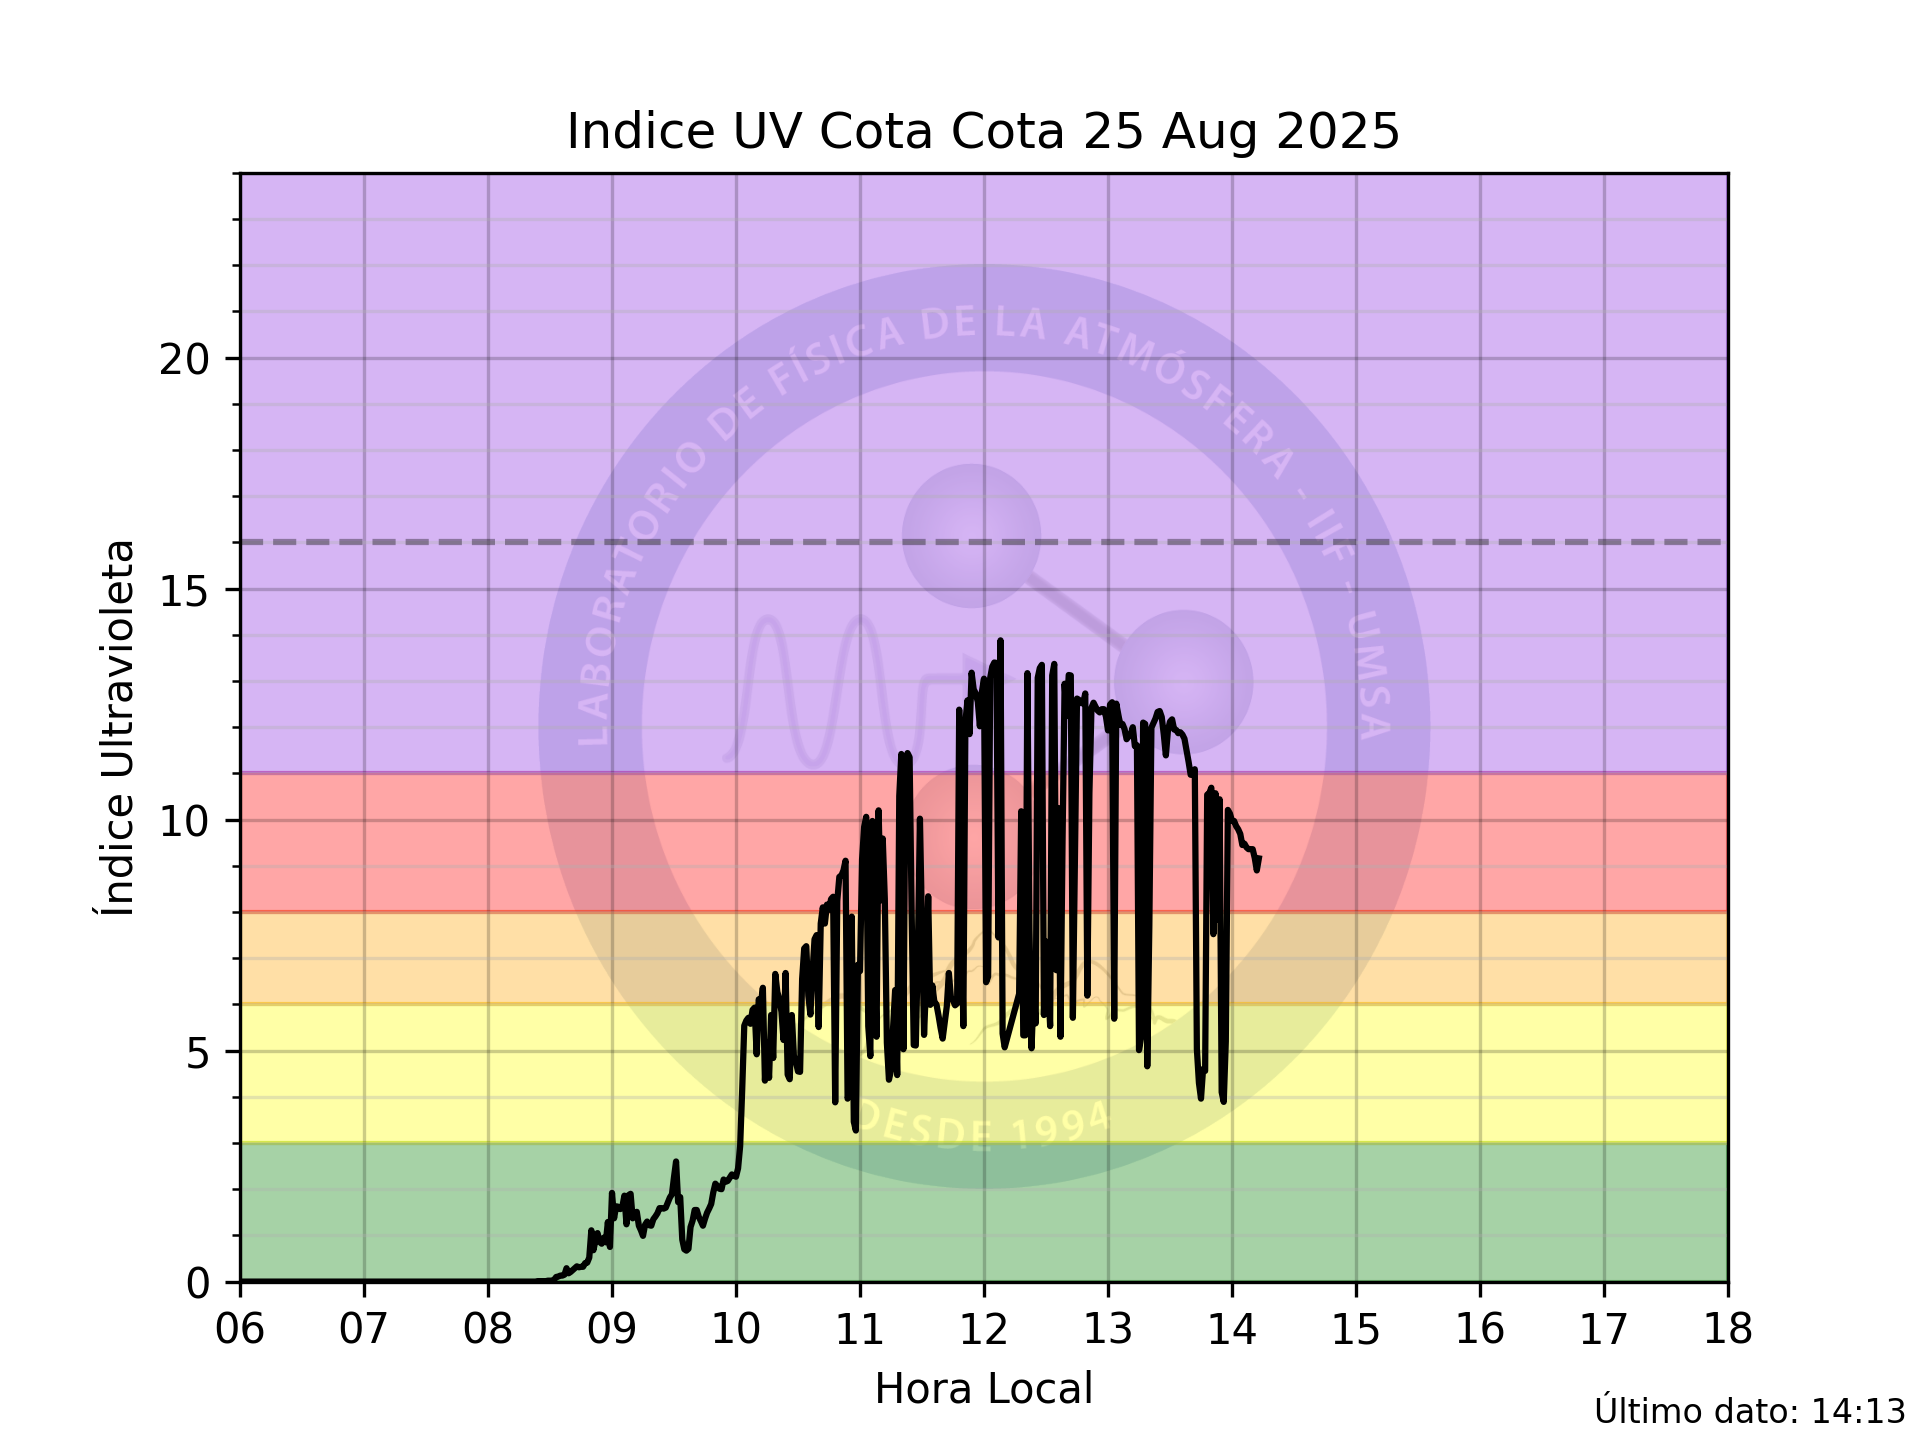 Indice UV Cota Cota 25 Aug 2025
Índice Ultravioleta
20
15
10
5
0
LABORATORIO DE FÍSICA DE LA ATMÓSFERA - IIF - UMSA
DESDE 1994
06 07 08 09 10 11 12 13 14 15 16 17 18
Hora Local
Último dato: 14:13